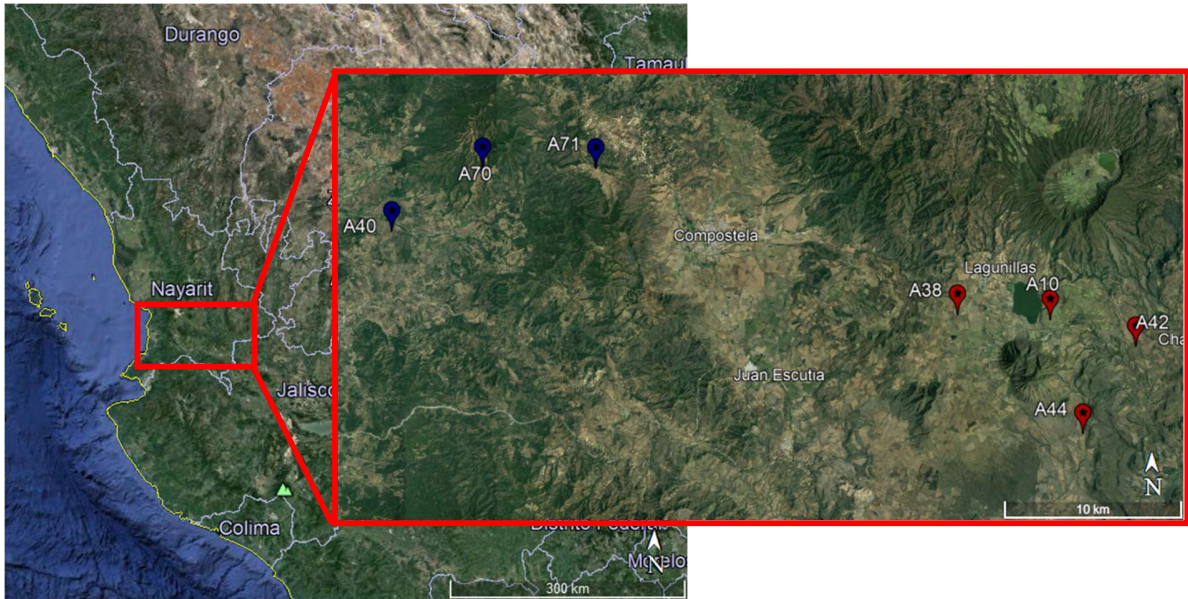 Durango
Tamaul
A71
A70
A40
Compostela
Nayarit
Lagunillas
A38
A10
A42
Cha
Juan Escutia
Jalisco
A44
N
10 km
Colima
Distrito Federal
Morelos
N
300 km